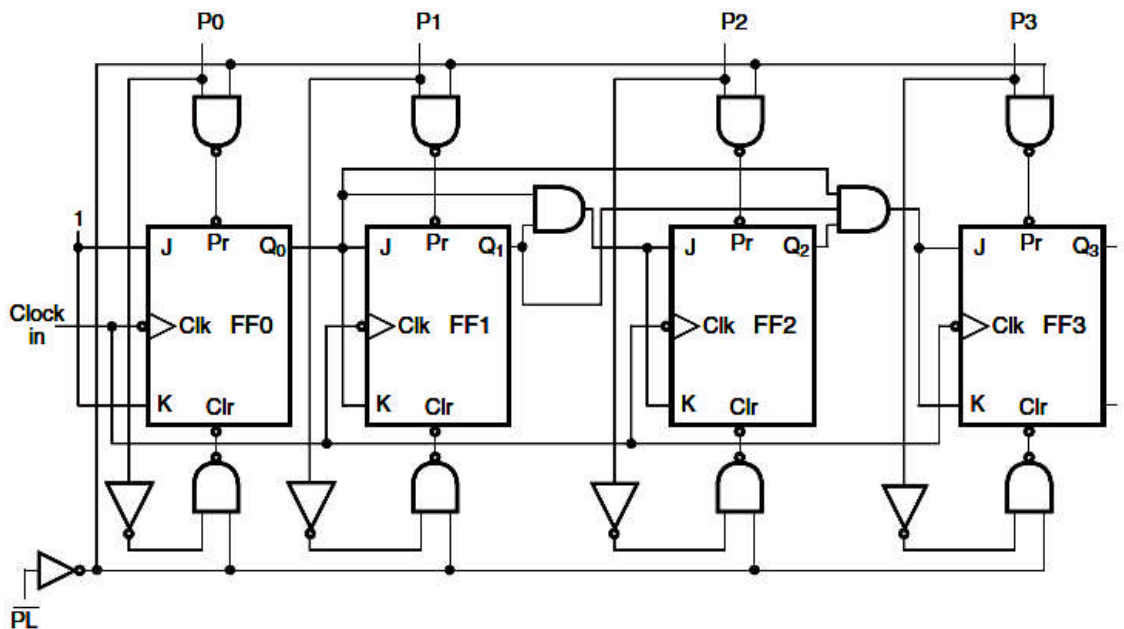 P0 P1 P2 P3
1
J Pr Q0
J Pr Q1
J Pr Q2
J Pr Q3
Clock
in
Clk FF0
Clk FF1
Clk FF2
Clk FF3
K Clr
K Clr
K Clr
K Clr
PL